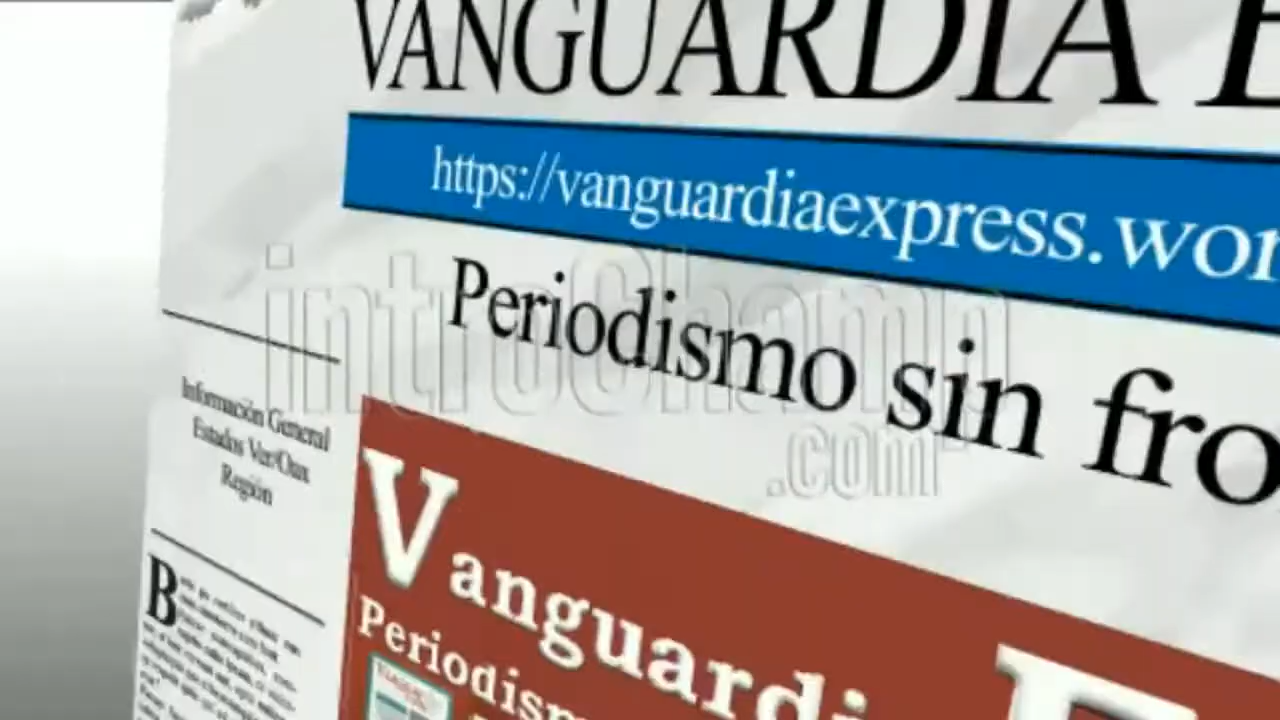 VANGUARDIA E
https://vanguardiaexpress.wor
Periodismo sin fro
introChamp
.com
Información General
Estados Ver/Oax
Región
Vanguardi E
Periodism
B